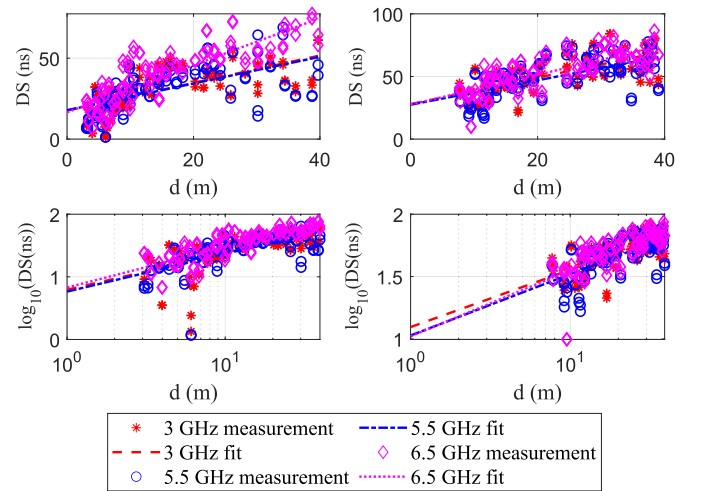 50
0
DS (ns)
0
20
40
d (m)
100
50
0
DS (ns)
0
20
40
d (m)
2
1
0
log10(DS(ns))
10^0
10^1
d (m)
2
1.5
1
log10(DS(ns))
10^0
10^1
d (m)
3 GHz measurement
3 GHz fit
5.5 GHz measurement
5.5 GHz fit
6.5 GHz measurement
6.5 GHz fit